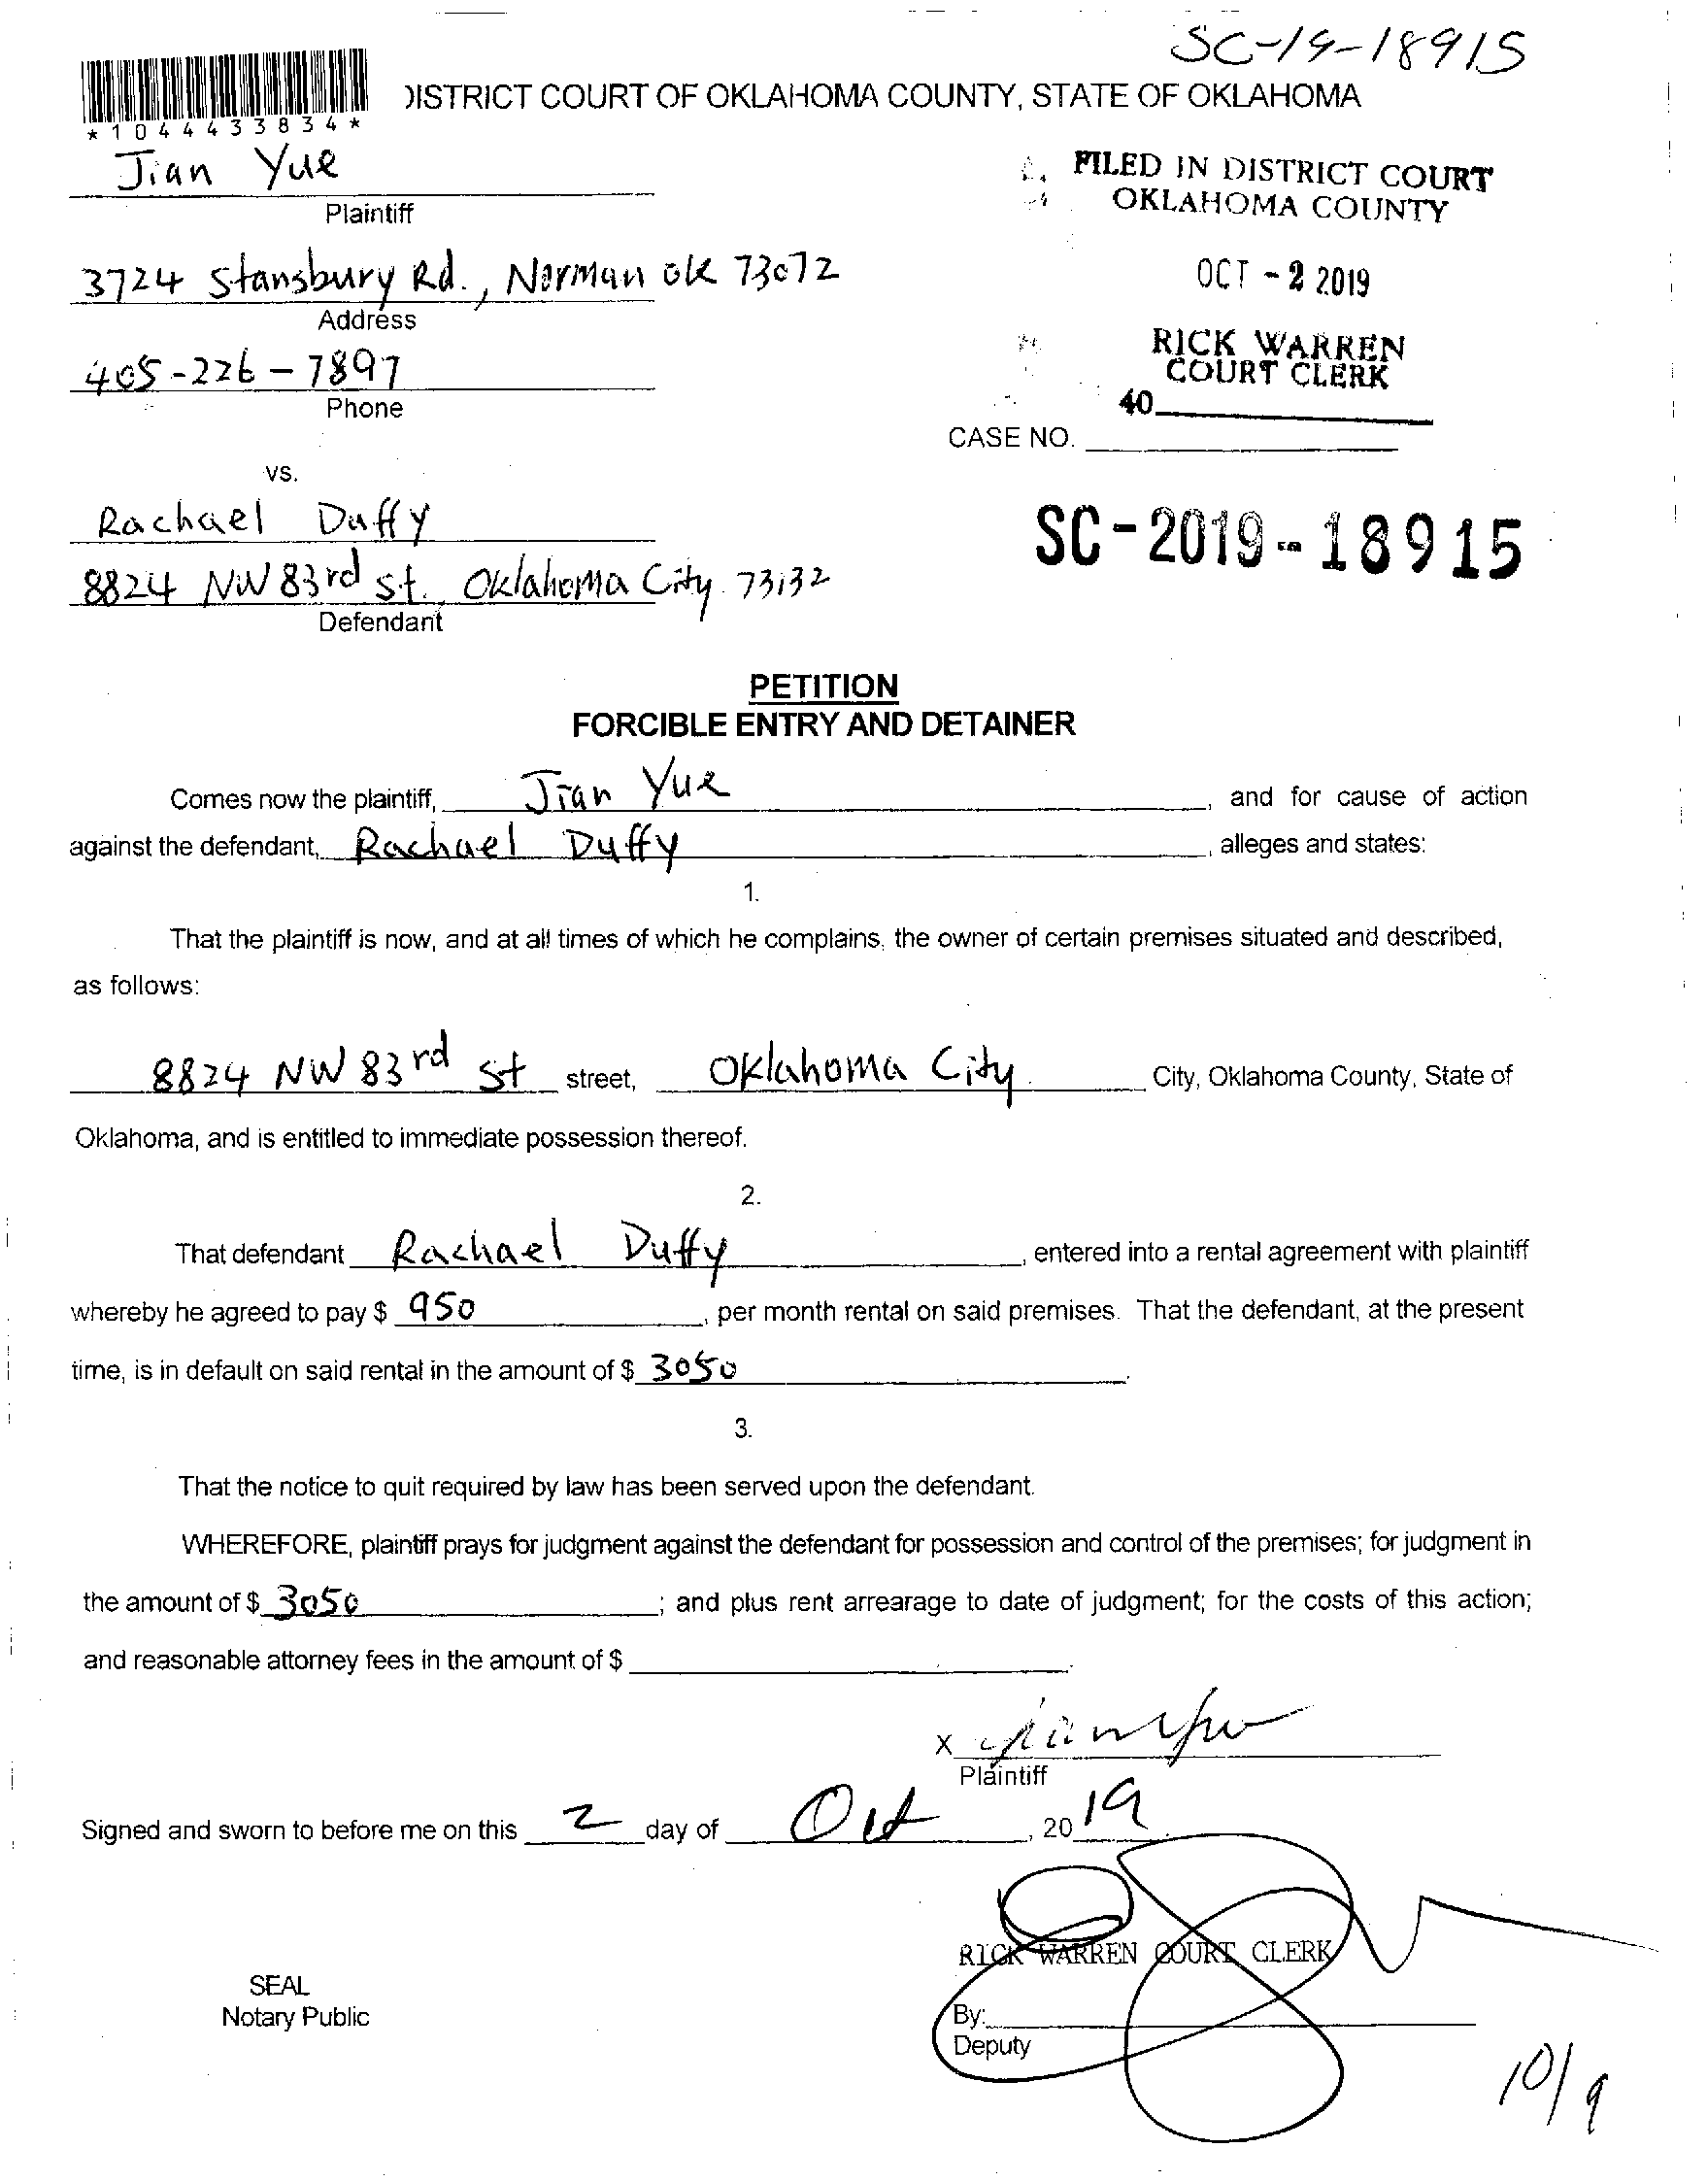 SC-19-18915
*1044433834*
DISTRICT COURT OF OKLAHOMA COUNTY, STATE OF OKLAHOMA
Jian Yue
Plaintiff
FILED IN DISTRICT COURT
OKLAHOMA COUNTY
3724 Stansbury Rd., Norman OK 73072
Address
OCT - 2 2019
405-226-7897
Phone
RICK WARREN
COURT CLERK
40
CASE NO.
vs.
Rachael Duffy
8824 NW 83rd St., Oklahoma City. 73132
Defendant
SC-2019-18915
PETITION
FORCIBLE ENTRY AND DETAINER
Comes now the plaintiff, Jian Yue, and for cause of action
against the defendant, Rachael Duffy, alleges and states:
1.
That the plaintiff is now, and at all times of which he complains, the owner of certain premises situated and described,
as follows:
8824 NW 83rd St street, Oklahoma City City, Oklahoma County, State of
Oklahoma, and is entitled to immediate possession thereof.
2.
That defendant Rachael Duffy, entered into a rental agreement with plaintiff
whereby he agreed to pay $ 950, per month rental on said premises. That the defendant, at the present
time, is in default on said rental in the amount of $ 3050.
3.
That the notice to quit required by law has been served upon the defendant.
WHEREFORE, plaintiff prays for judgment against the defendant for possession and control of the premises; for judgment in
the amount of $ 3050; and plus rent arrearage to date of judgment; for the costs of this action;
and reasonable attorney fees in the amount of $
X
Plaintiff
Signed and sworn to before me on this 2 day of Oct, 2019
RICK WARREN COURT CLERK
SEAL
Notary Public
By:
Deputy
10/9